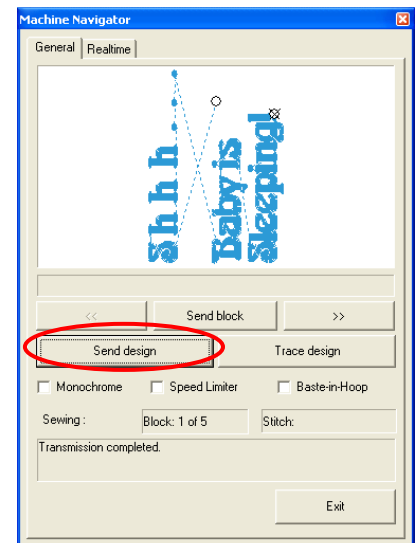 Machine Navigator
General Realtime
Shhh...
Baby is
Sleeping!
<< Send block >>
Send design Trace design
Monochrome Speed Limiter Baste-in-Hoop
Sewing : Block: 1 of 5 Stitch:
Transmission completed.
Exit